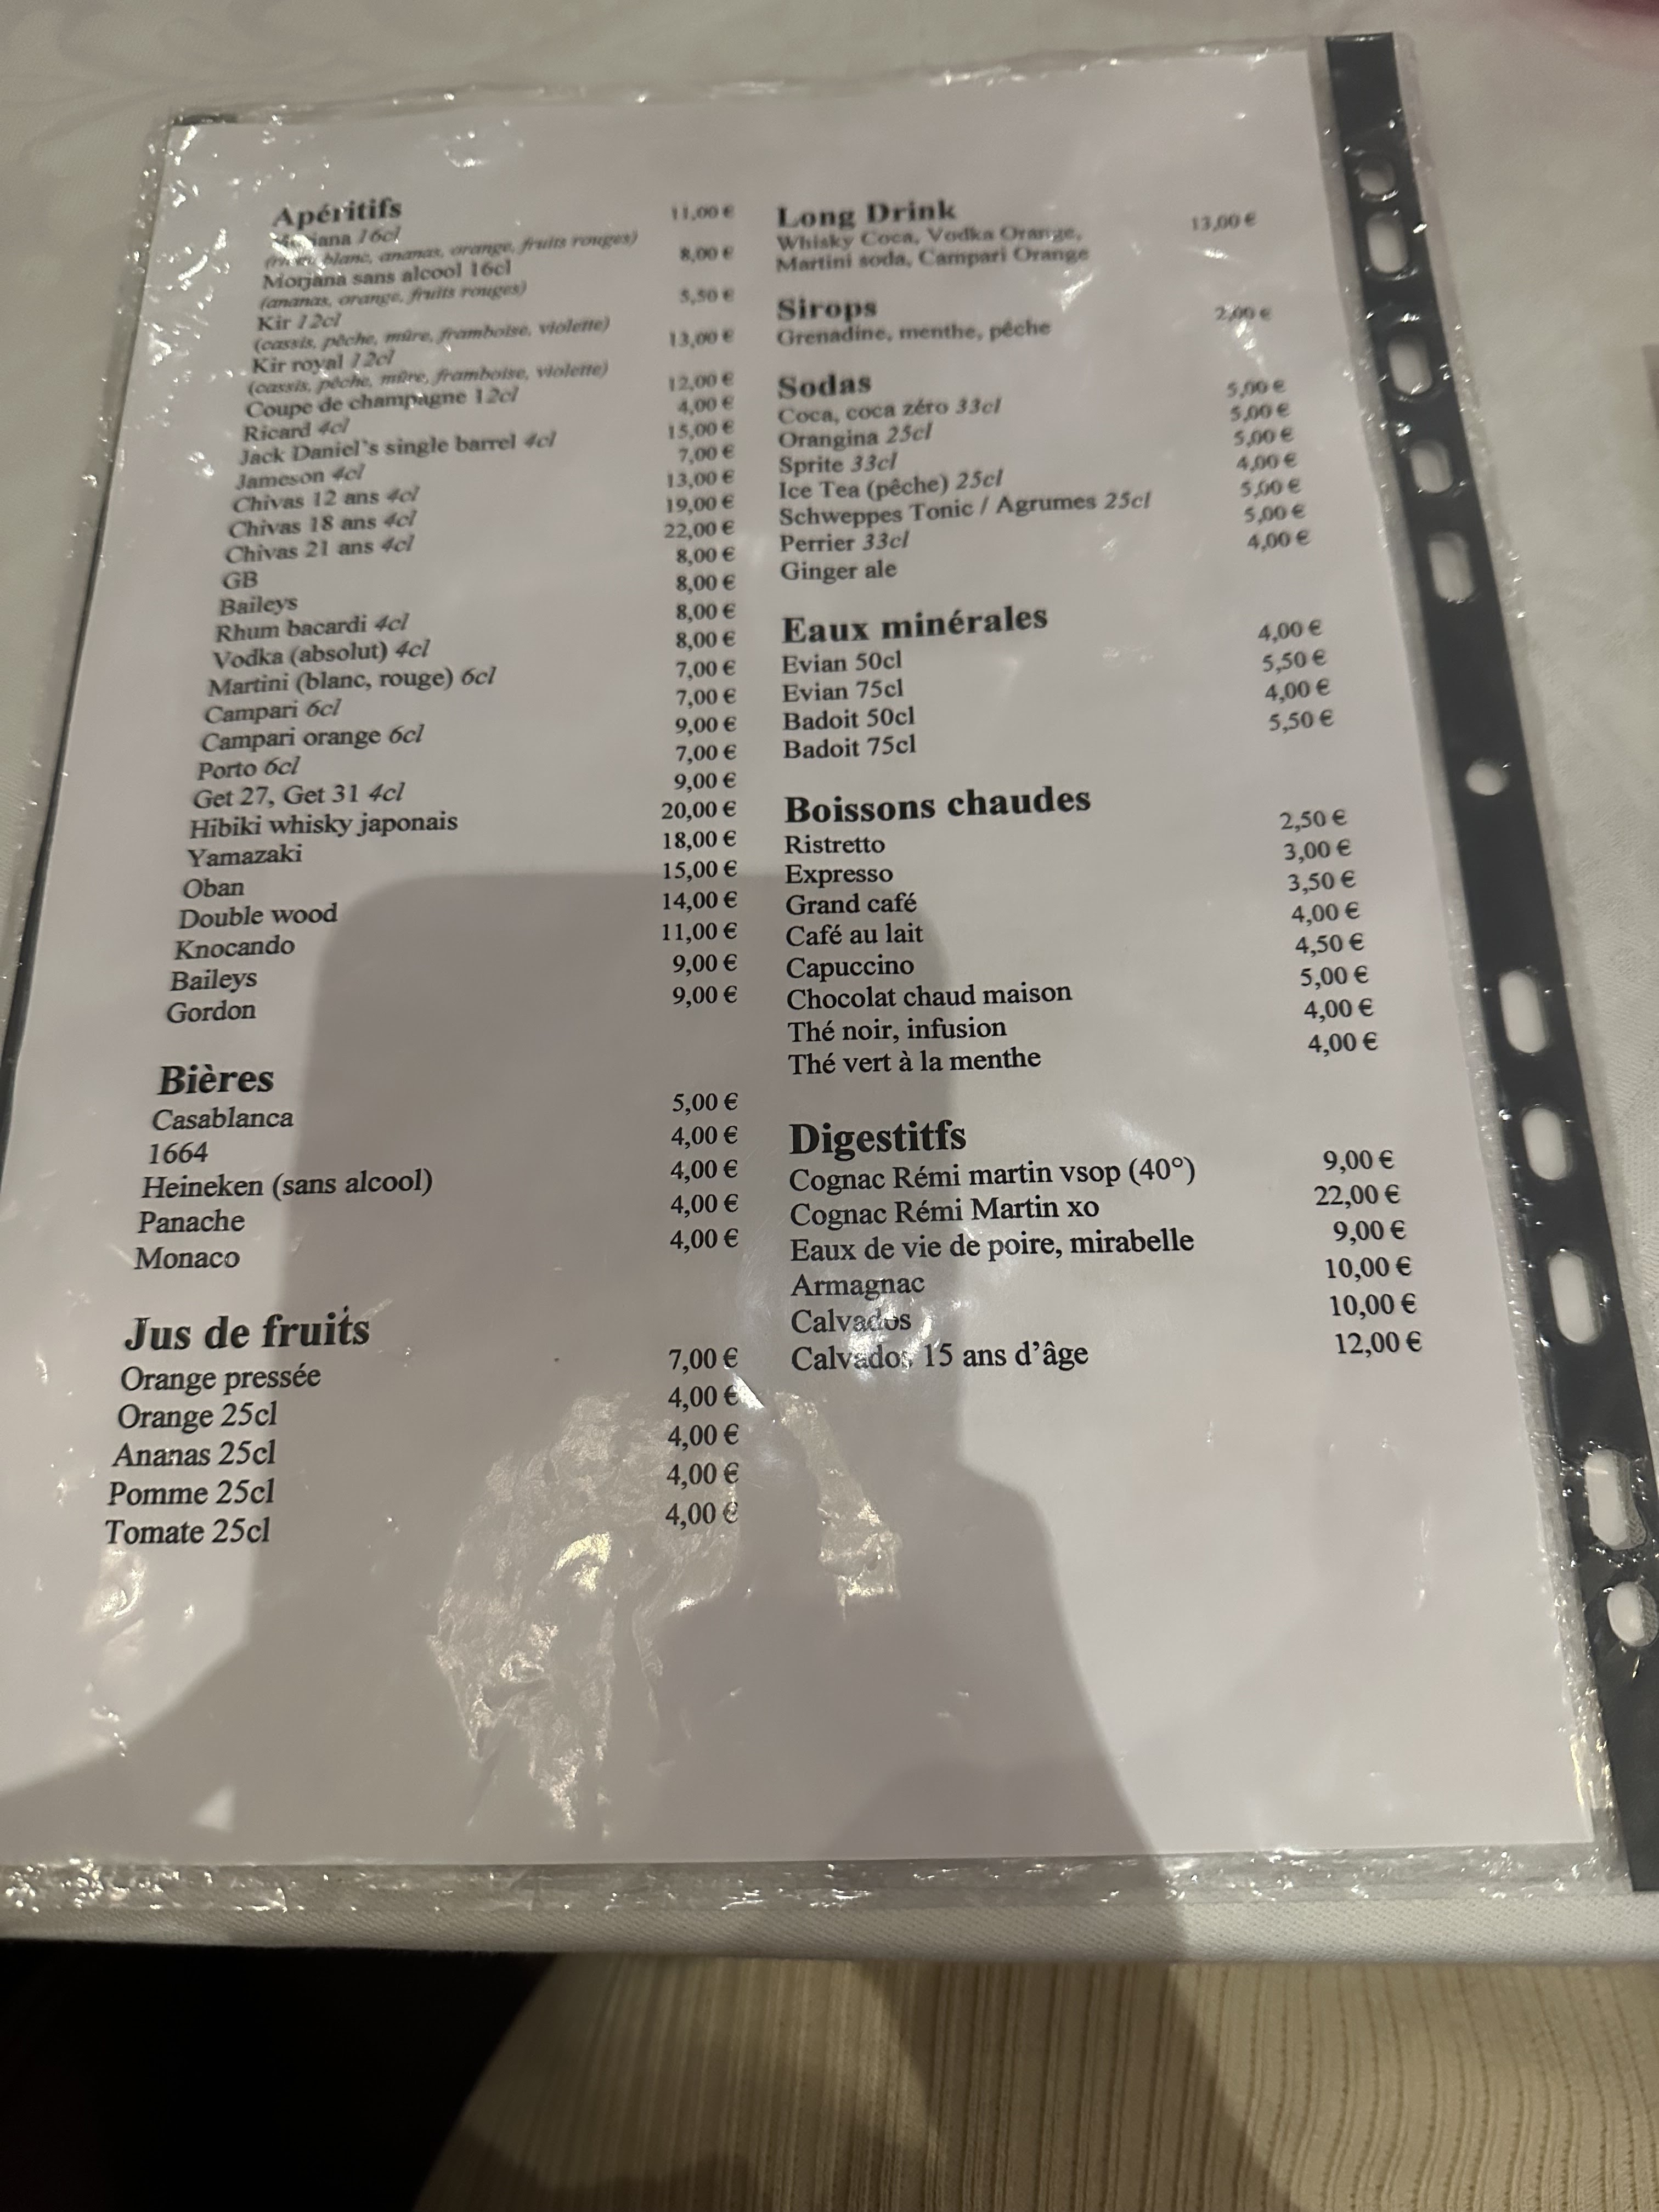 Apéritifs
16cl 11,00 €
blanc, ananas, orange, fruits rouges)
Morjana sans alcool 16cl 8,00 €
(ananas, orange, fruits rouges)
Kir 12cl 5,50 €
(cassis, pêche, mûre, framboise, violette)
Kir royal 12cl 13,00 €
(cassis, pêche, mûre, framboise, violette)
Coupe de champagne 12cl 12,00 €
Ricard 4cl 4,00 €
Jack Daniel's single barrel 4cl 15,00 €
Jameson 4cl 7,00 €
Chivas 12 ans 4cl 13,00 €
Chivas 18 ans 4cl 19,00 €
Chivas 21 ans 4cl 22,00 €
GB 8,00 €
Baileys 8,00 €
Rhum bacardi 4cl 8,00 €
Vodka (absolut) 4cl 8,00 €
Martini (blanc, rouge) 6cl 7,00 €
Campari 6cl 7,00 €
Campari orange 6cl 9,00 €
Porto 6cl 7,00 €
Get 27, Get 31 4cl 9,00 €
Hibiki whisky japonais 20,00 €
Yamazaki 18,00 €
Oban 15,00 €
Double wood 14,00 €
Knocando 11,00 €
Baileys 9,00 €
Gordon 9,00 €
Bières
Casablanca 5,00 €
1664 4,00 €
Heineken (sans alcool) 4,00 €
Panache 4,00 €
Monaco 4,00 €
Jus de fruits
Orange pressée 7,00 €
Orange 25cl 4,00 €
Ananas 25cl 4,00 €
Pomme 25cl 4,00 €
Tomate 25cl 4,00 €
Long Drink
Whisky Coca, Vodka Orange, 13,00 €
Martini soda, Campari Orange
Sirops
Grenadine, menthe, pêche 2,00 €
Sodas
Coca, coca zéro 33cl 5,00 €
Orangina 25cl 5,00 €
Sprite 33cl 5,00 €
Ice Tea (pêche) 25cl 4,00 €
Schweppes Tonic / Agrumes 25cl 5,00 €
Perrier 33cl 5,00 €
Ginger ale 4,00 €
Eaux minérales
Evian 50cl 4,00 €
Evian 75cl 5,50 €
Badoit 50cl 4,00 €
Badoit 75cl 5,50 €
Boissons chaudes
Ristretto 2,50 €
Expresso 3,00 €
Grand café 3,50 €
Café au lait 4,00 €
Capuccino 4,50 €
Chocolat chaud maison 5,00 €
Thé noir, infusion 4,00 €
Thé vert à la menthe 4,00 €
Digestitfs
Cognac Rémi martin vsop (40°) 9,00 €
Cognac Rémi Martin xo 22,00 €
Eaux de vie de poire, mirabelle 9,00 €
Armagnac 10,00 €
Calvados 10,00 €
Calvados 15 ans d'âge 12,00 €